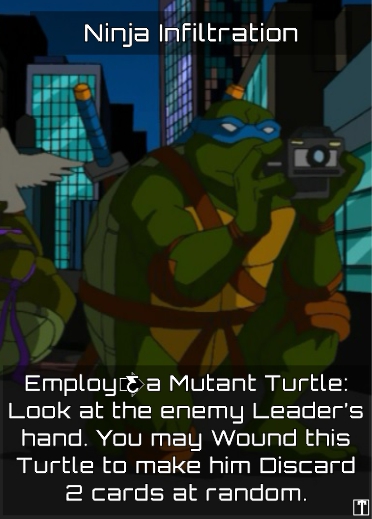 Ninja Infiltration
Employ a Mutant Turtle:
Look at the enemy Leader's
hand. You may Wound this
Turtle to make him Discard
2 cards at random.
T